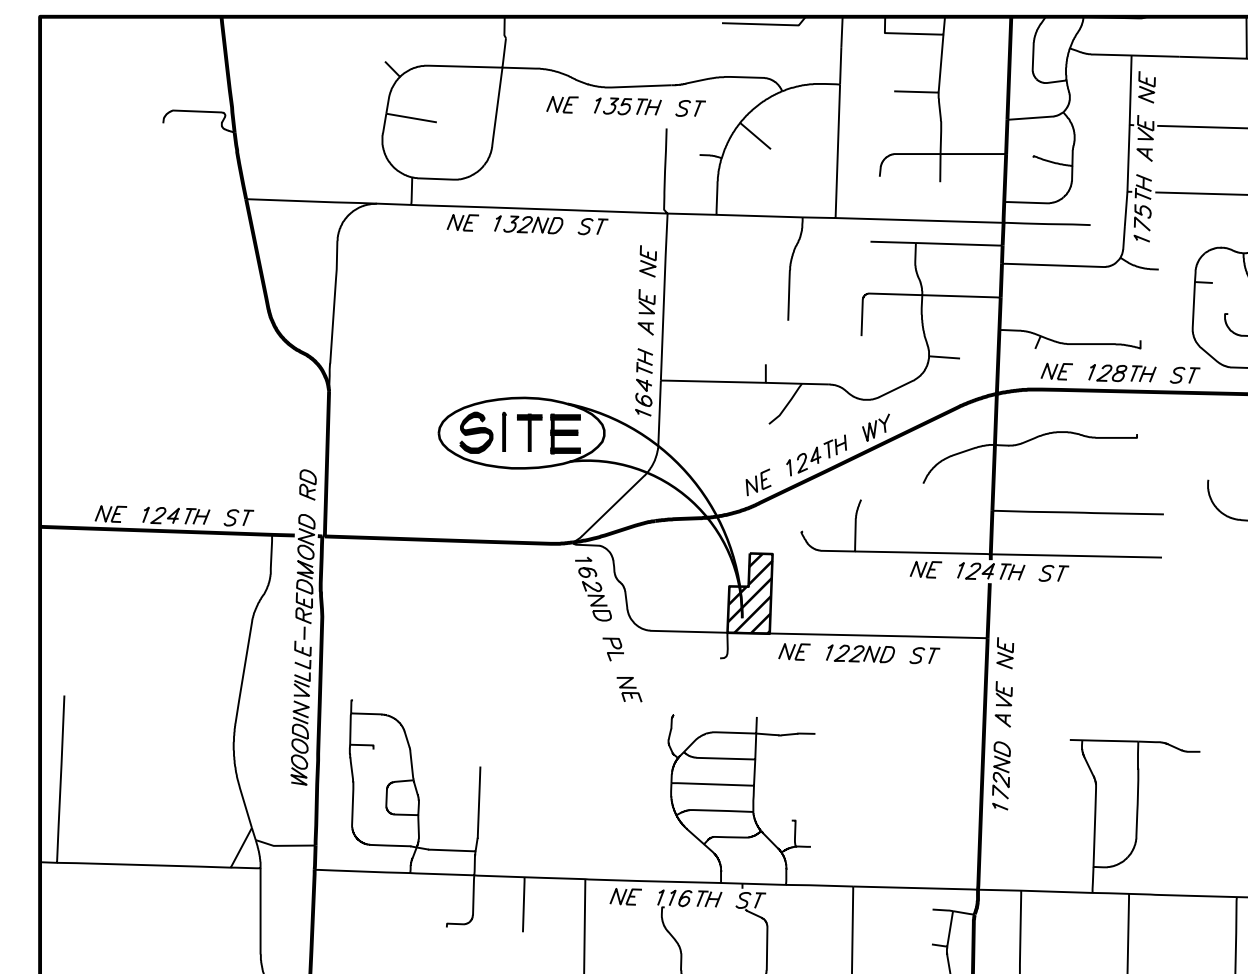 NE 135TH ST
175TH AVE NE
NE 132ND ST
164TH AVE NE
NE 128TH ST
SITE
NE 124TH WY
NE 124TH ST
WOODINVILLE-REDMOND RD
162ND PL NE
NE 124TH ST
NE 122ND ST
172ND AVE NE
NE 116TH ST